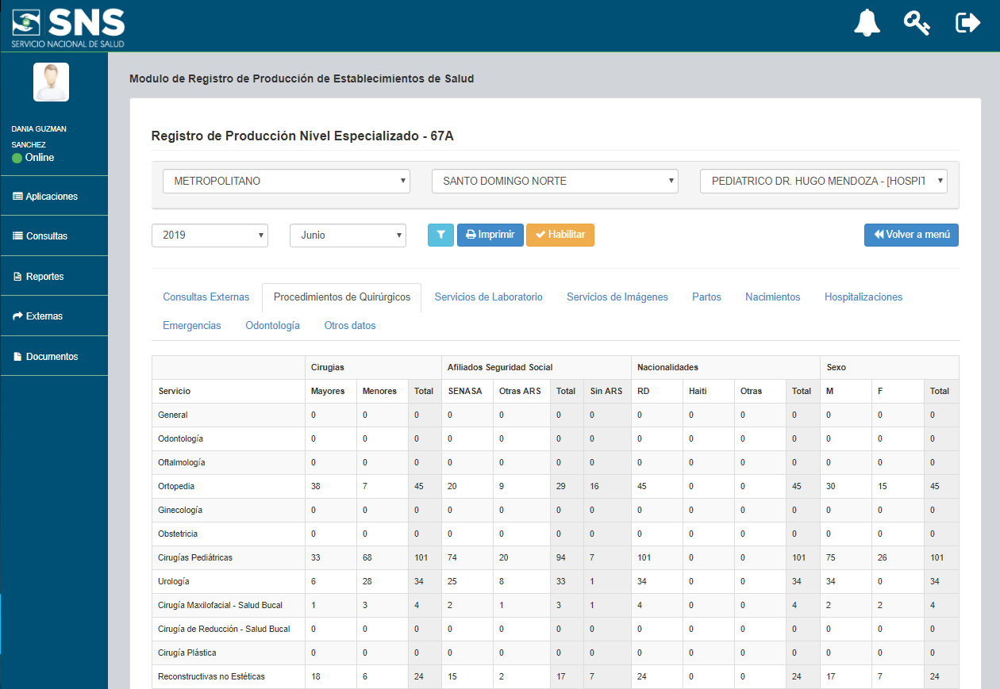 SNS
SERVICIO NACIONAL DE SALUD
DANIA GUZMAN
SANCHEZ
Online
Aplicaciones
Consultas
Reportes
Externas
Documentos
Modulo de Registro de Producción de Establecimientos de Salud
Registro de Producción Nivel Especializado - 67A
METROPOLITANO SANTO DOMINGO NORTE PEDIATRICO DR. HUGO MENDOZA - [HOSPIT
2019 Junio Imprimir Habilitar Volver a menú
Consultas Externas Procedimientos de Quirúrgicos Servicios de Laboratorio Servicios de Imágenes Partos Nacimientos Hospitalizaciones
Emergencias Odontología Otros datos
Cirugias Afiliados Seguridad Social Nacionalidades Sexo
Servicio Mayores Menores Total SENASA Otras ARS Total Sin ARS RD Haiti Otras Total M F Total
General 0 0 0 0 0 0 0 0 0 0 0 0 0 0
Odontología 0 0 0 0 0 0 0 0 0 0 0 0 0 0
Oftalmología 0 0 0 0 0 0 0 0 0 0 0 0 0 0
Ortopedia 38 7 45 20 9 29 16 45 0 0 45 30 15 45
Ginecología 0 0 0 0 0 0 0 0 0 0 0 0 0 0
Obstetricia 0 0 0 0 0 0 0 0 0 0 0 0 0 0
Cirugías Pediátricas 33 68 101 74 20 94 7 101 0 0 101 75 26 101
Urología 6 28 34 25 8 33 1 34 0 0 34 34 0 34
Cirugía Maxilofacial - Salud Bucal 1 3 4 2 1 3 1 4 0 0 4 2 2 4
Cirugía de Reducción - Salud Bucal 0 0 0 0 0 0 0 0 0 0 0 0 0 0
Cirugía Plástica 0 0 0 0 0 0 0 0 0 0 0 0 0 0
Reconstructivas no Estéticas 18 6 24 15 2 17 7 24 0 0 24 17 7 24